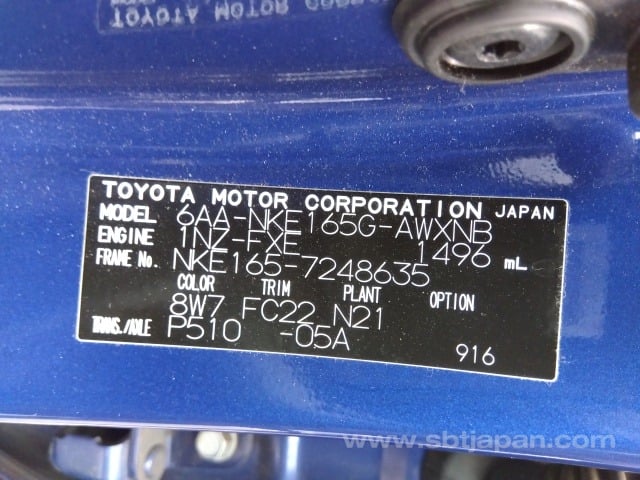 TOYOTA MOTOR CORPORATION JAPAN
MODEL 6AA-NKE165G-AWXNB
ENGINE 1NZ-FXE 1496 mL
FRAME No. NKE165-7248635
COLOR TRIM PLANT OPTION
8W7 FC22 N21
TRANS./AXLE P510 -05A
916
www.sbtjapan.com